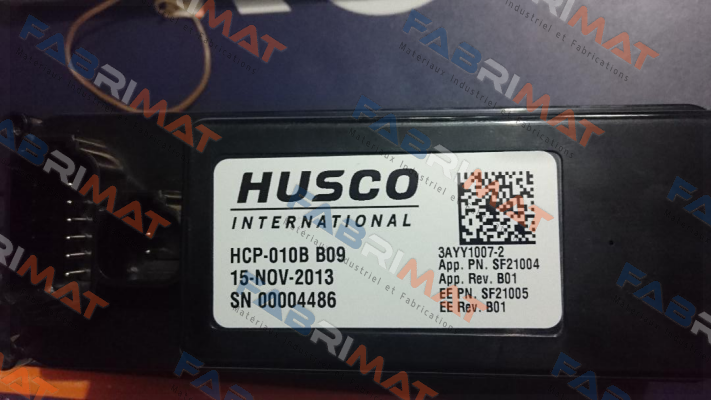 HUSCO
INTERNATIONAL
HCP-010B B09
15-NOV-2013
SN 00004486
3AYY1007-2
App. PN. SF21004
App. Rev. B01
EE PN. SF21005
EE Rev. B01
FABRIMAT
Matériaux Industriel et Fabrications